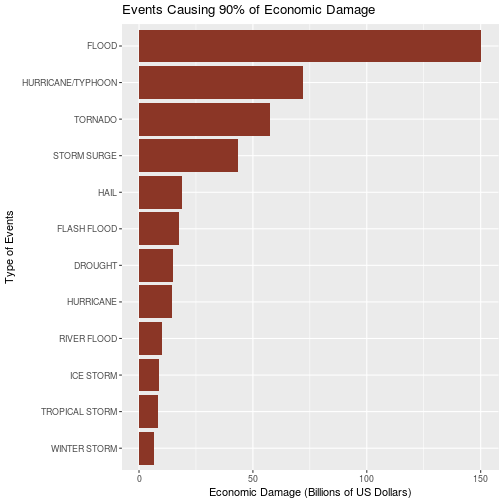 Events Causing 90% of Economic Damage
Type of Events
FLOOD
HURRICANE/TYPHOON
TORNADO
STORM SURGE
HAIL
FLASH FLOOD
DROUGHT
HURRICANE
RIVER FLOOD
ICE STORM
TROPICAL STORM
WINTER STORM
0 50 100 150
Economic Damage (Billions of US Dollars)